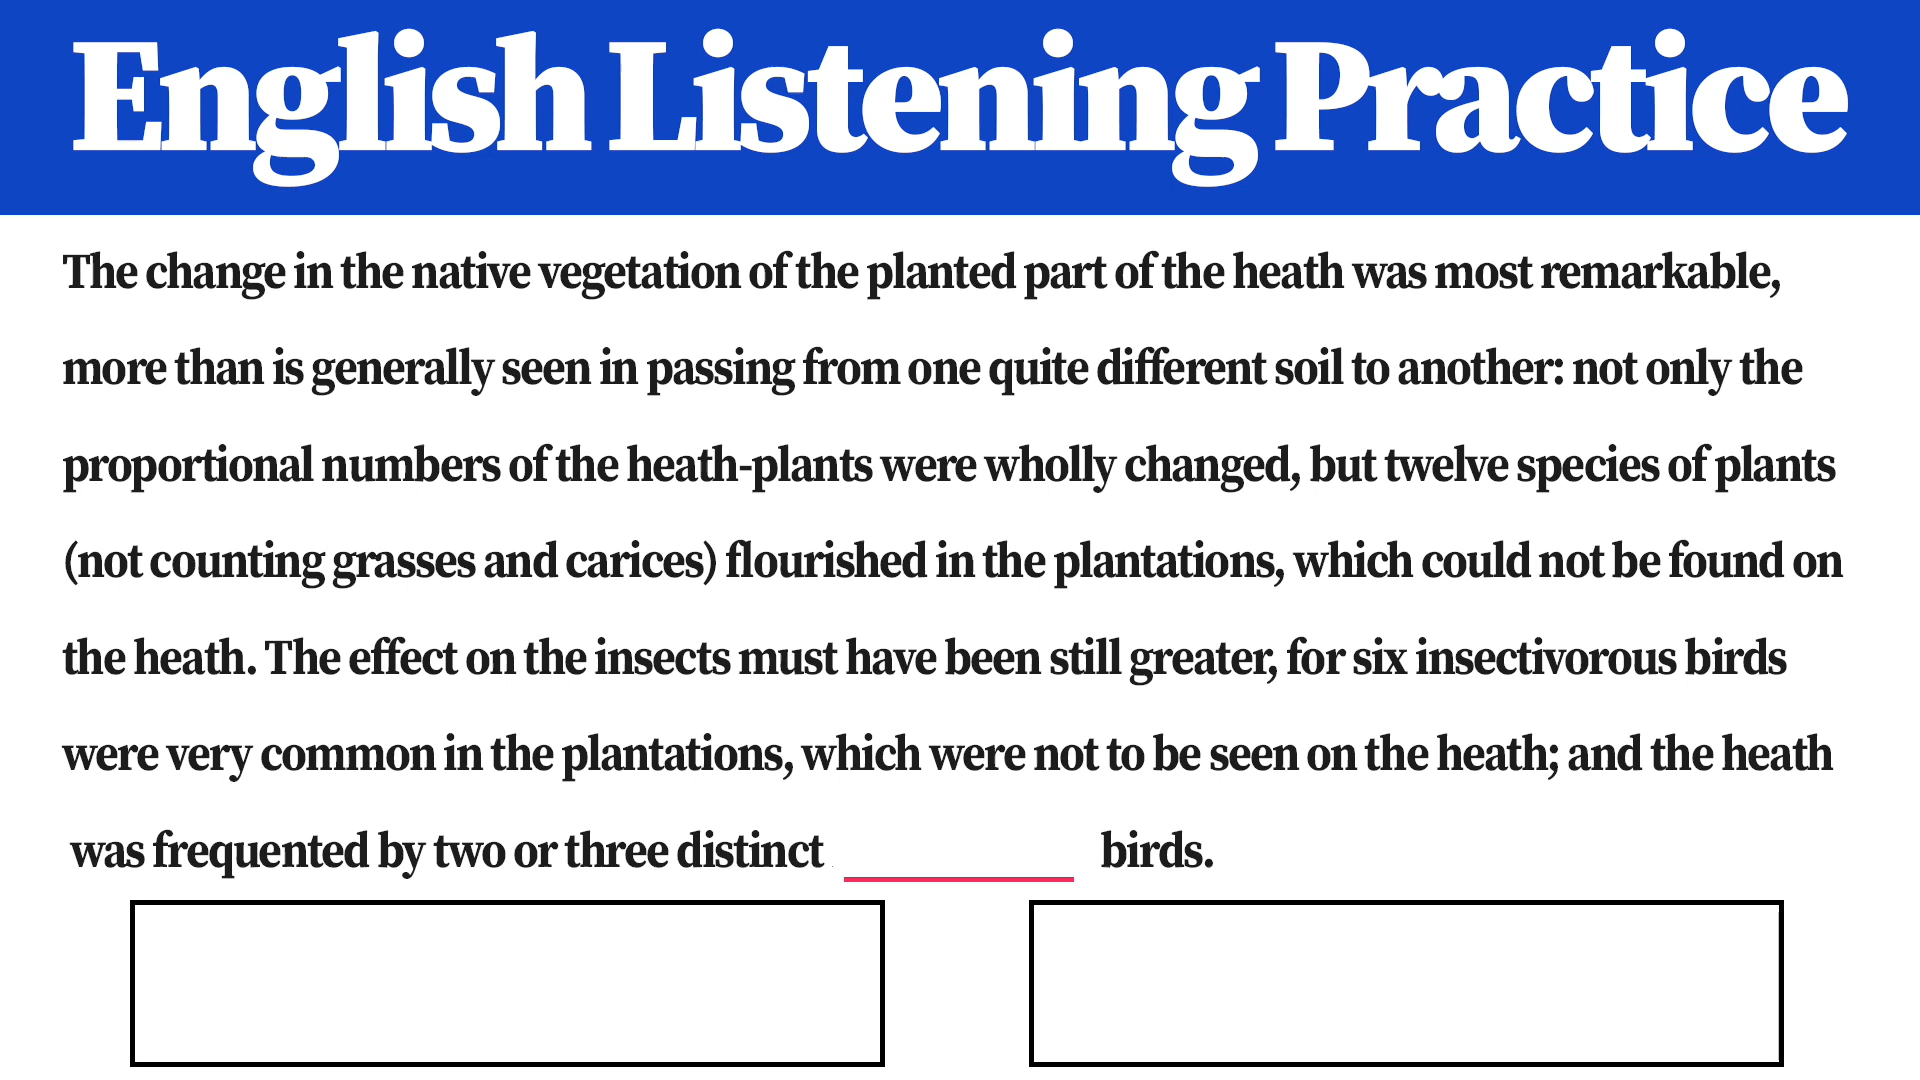 English Listening Practice
The change in the native vegetation of the planted part of the heath was most remarkable,
more than is generally seen in passing from one quite different soil to another: not only the
proportional numbers of the heath-plants were wholly changed, but twelve species of plants
(not counting grasses and carices) flourished in the plantations, which could not be found on
the heath. The effect on the insects must have been still greater, for six insectivorous birds
were very common in the plantations, which were not to be seen on the heath; and the heath
was frequented by two or three distinct ________ birds.